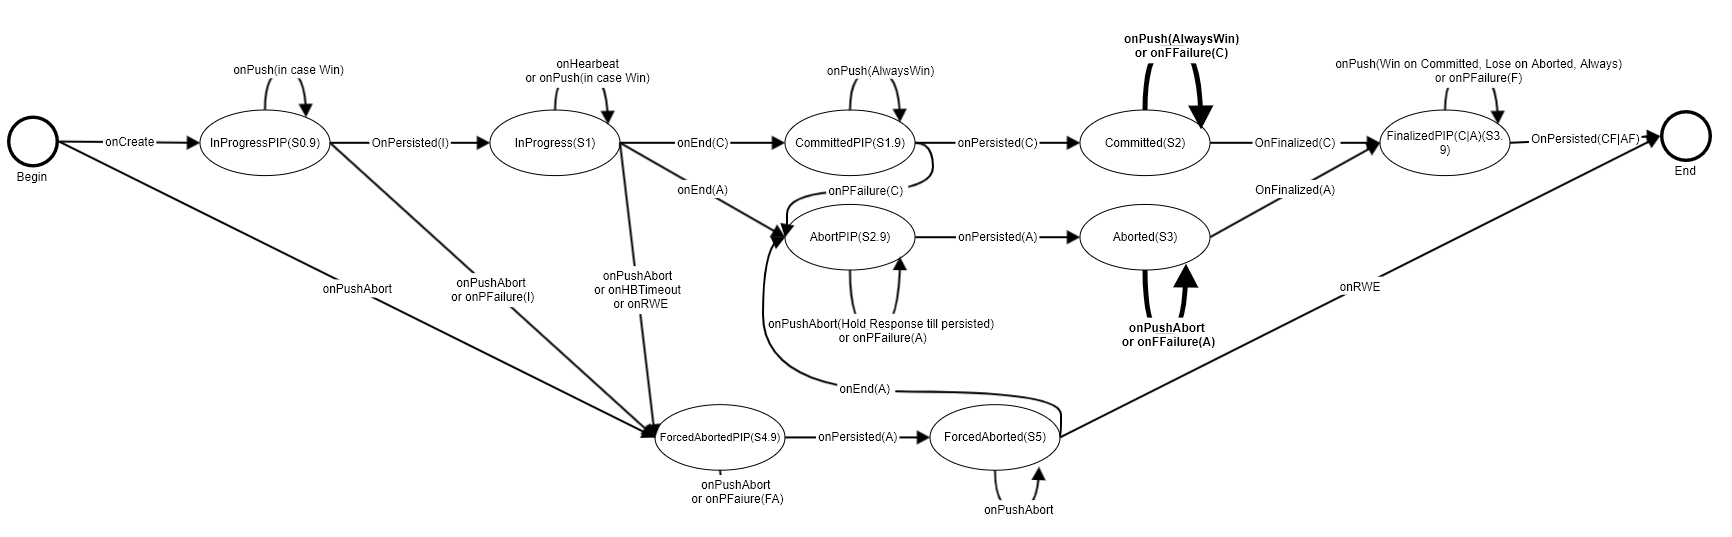 onPush(AlwaysWin)
or onFFailure(C)
onPush(in case Win)
onHearbeat
or onPush(in case Win)
onPush(AlwaysWin)
onPush(Win on Committed, Lose on Aborted, Always)
or onPFailure(F)
Begin
onCreate
InProgressPIP(S0.9)
OnPersisted(I)
InProgress(S1)
onEnd(C)
CommittedPIP(S1.9)
onPersisted(C)
Committed(S2)
OnFinalized(C)
FinalizedPIP(C|A)(S3.
9)
OnPersisted(CF|AF)
End
onEnd(A)
onPFailure(C)
OnFinalized(A)
AbortPIP(S2.9)
onPersisted(A)
Aborted(S3)
onPushAbort
onPushAbort
or onPFailure(I)
onPushAbort
or onHBTimeout
or onRWE
onPushAbort(Hold Response till persisted)
or onPFailure(A)
onPushAbort
or onFFailure(A)
onRWE
onEnd(A)
ForcedAbortedPIP(S4.9)
onPersisted(A)
ForcedAborted(S5)
onPushAbort
or onPFaiure(FA)
onPushAbort